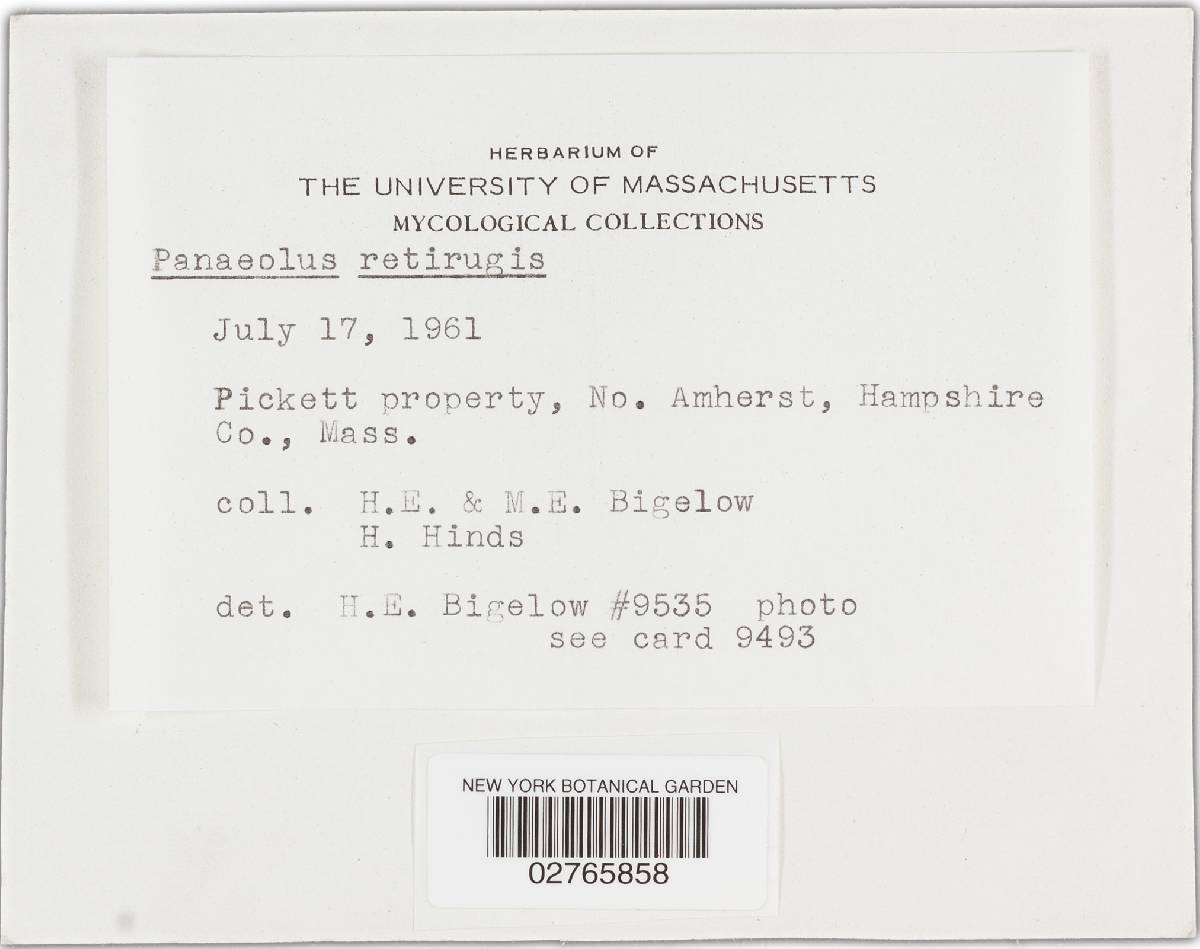 HERBARIUM OF
THE UNIVERSITY OF MASSACHUSETTS
MYCOLOGICAL COLLECTIONS
Panaeolus retirugis
July 17, 1961
Pickett property, No. Amherst, Hampshire
Co., Mass.
coll. H.E. & M.E. Bigelow
H. Hinds
det. H.E. Bigelow #9535 photo
see card 9493
NEW YORK BOTANICAL GARDEN
02765858